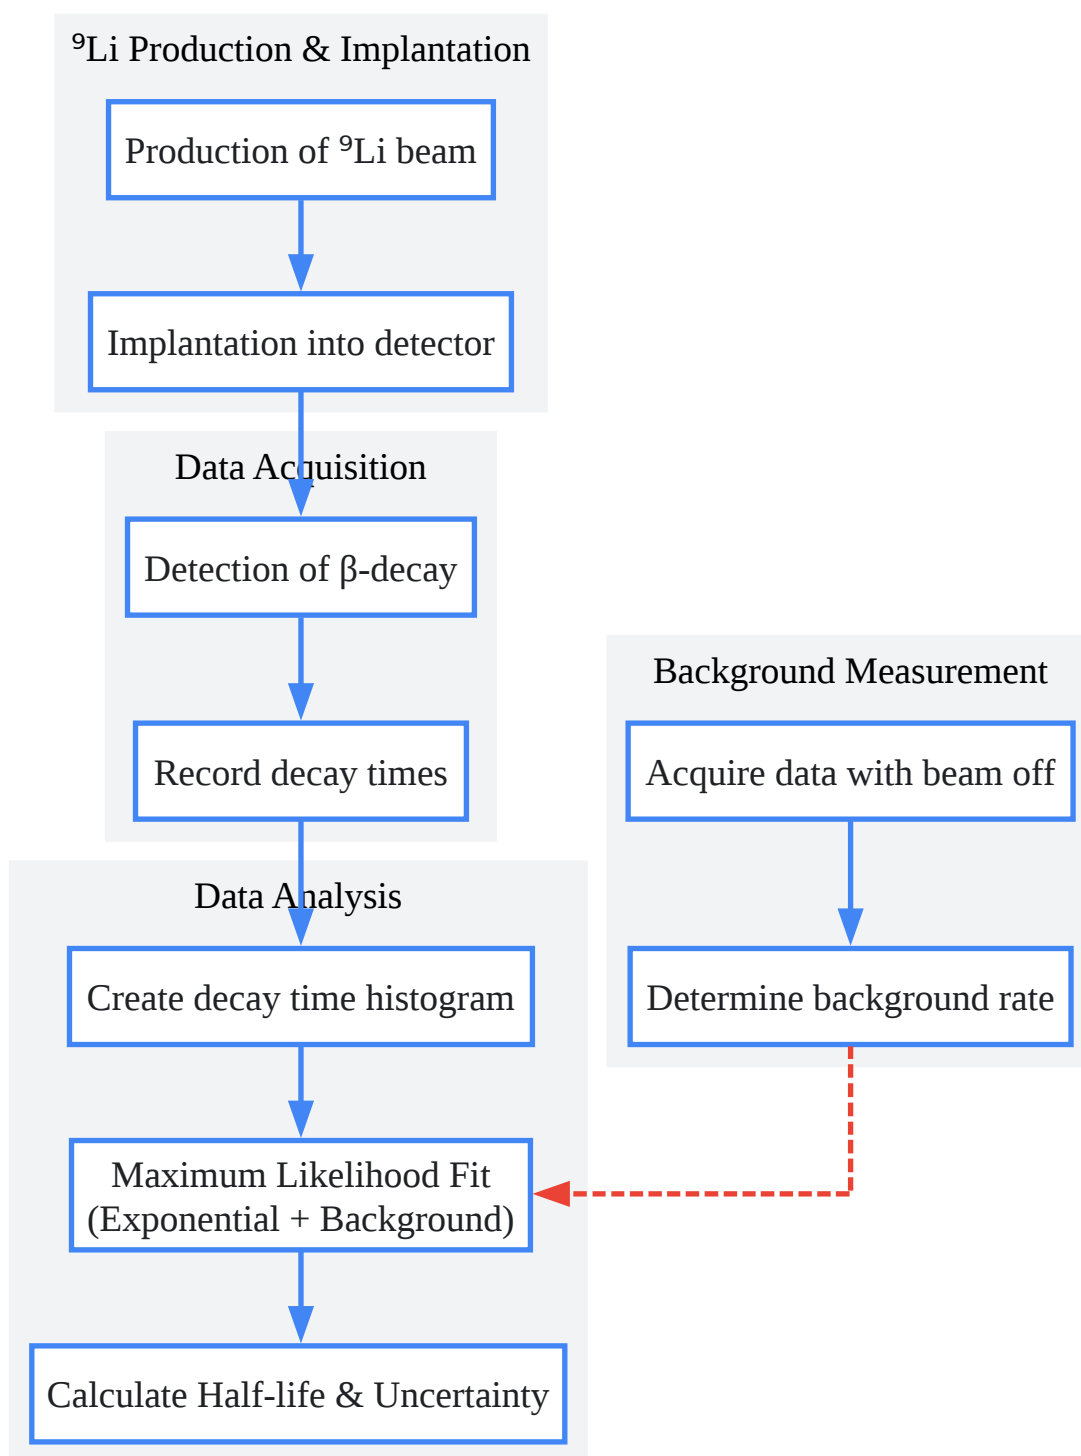 ⁹Li Production & Implantation
Production of ⁹Li beam
Implantation into detector
Data Acquisition
Detection of β-decay
Record decay times
Background Measurement
Acquire data with beam off
Determine background rate
Data Analysis
Create decay time histogram
Maximum Likelihood Fit
(Exponential + Background)
Calculate Half-life & Uncertainty